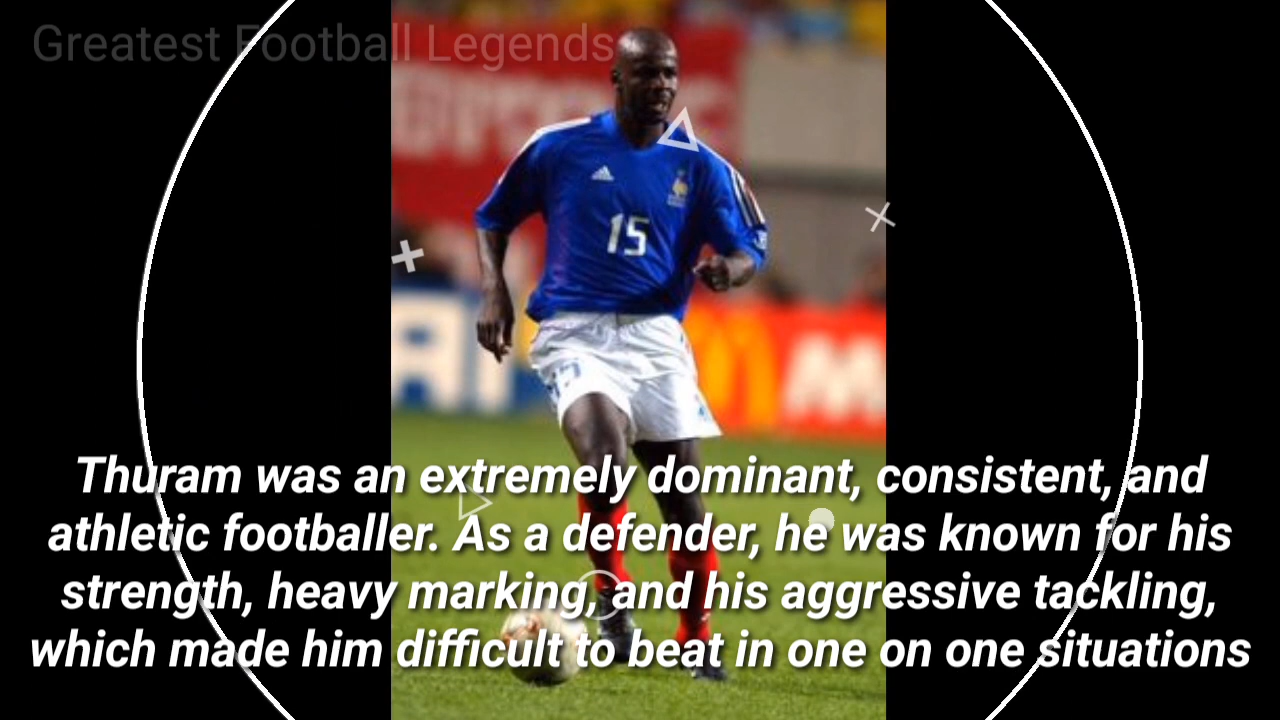 Greatest Football Legends
15
15
Thuram was an extremely dominant, consistent, and
athletic footballer. As a defender, he was known for his
strength, heavy marking, and his aggressive tackling,
which made him difficult to beat in one on one situations